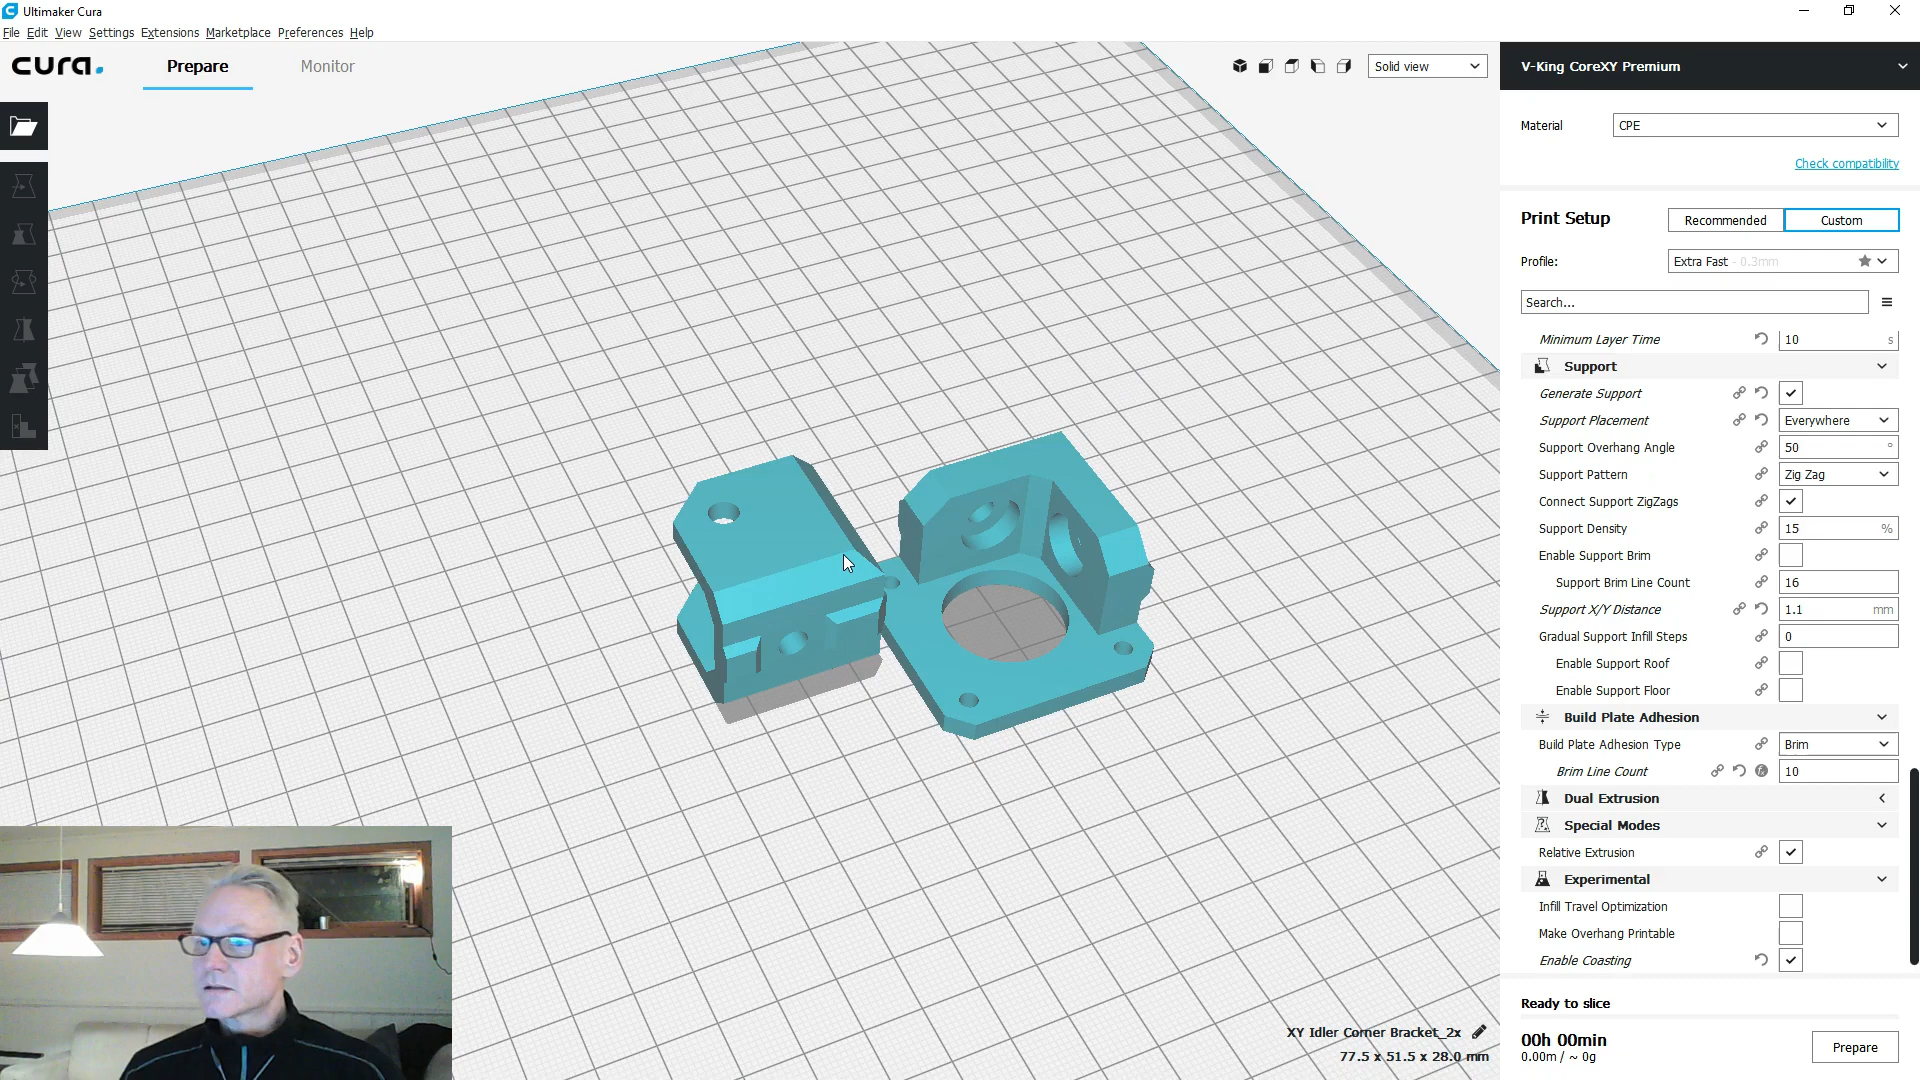 Ultimaker Cura
File Edit View Settings Extensions Marketplace Preferences Help
cura. Prepare Monitor
Solid view
V-King CoreXY Premium
Material CPE
Check compatibility
Print Setup Recommended Custom
Profile: Extra Fast - 0.3mm
Search...
Minimum Layer Time 10 s
Support
Generate Support
Support Placement Everywhere
Support Overhang Angle 50 °
Support Pattern Zig Zag
Connect Support ZigZags
Support Density 15 %
Enable Support Brim
Support Brim Line Count 16
Support X/Y Distance 1.1 mm
Gradual Support Infill Steps 0
Enable Support Roof
Enable Support Floor
Build Plate Adhesion
Build Plate Adhesion Type Brim
Brim Line Count 10
Dual Extrusion
Special Modes
Relative Extrusion
Experimental
Infill Travel Optimization
Make Overhang Printable
Enable Coasting
XY Idler Corner Bracket_2x
77.5 x 51.5 x 28.0 mm
Ready to slice
00h 00min
0.00m / ~ 0g
Prepare